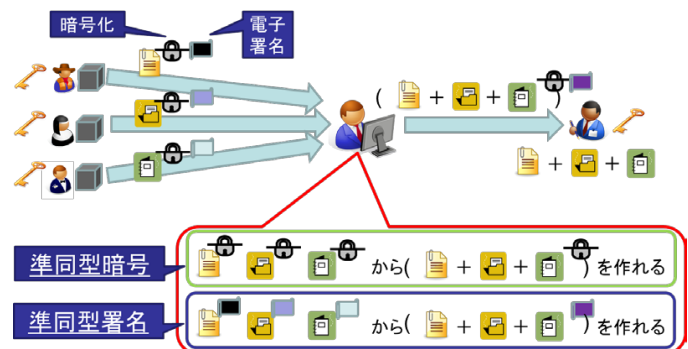 暗号化
電子
署名
( + + )
+ +
準同型暗号
から( + + ) を作れる
準同型署名
から( + + ) を作れる